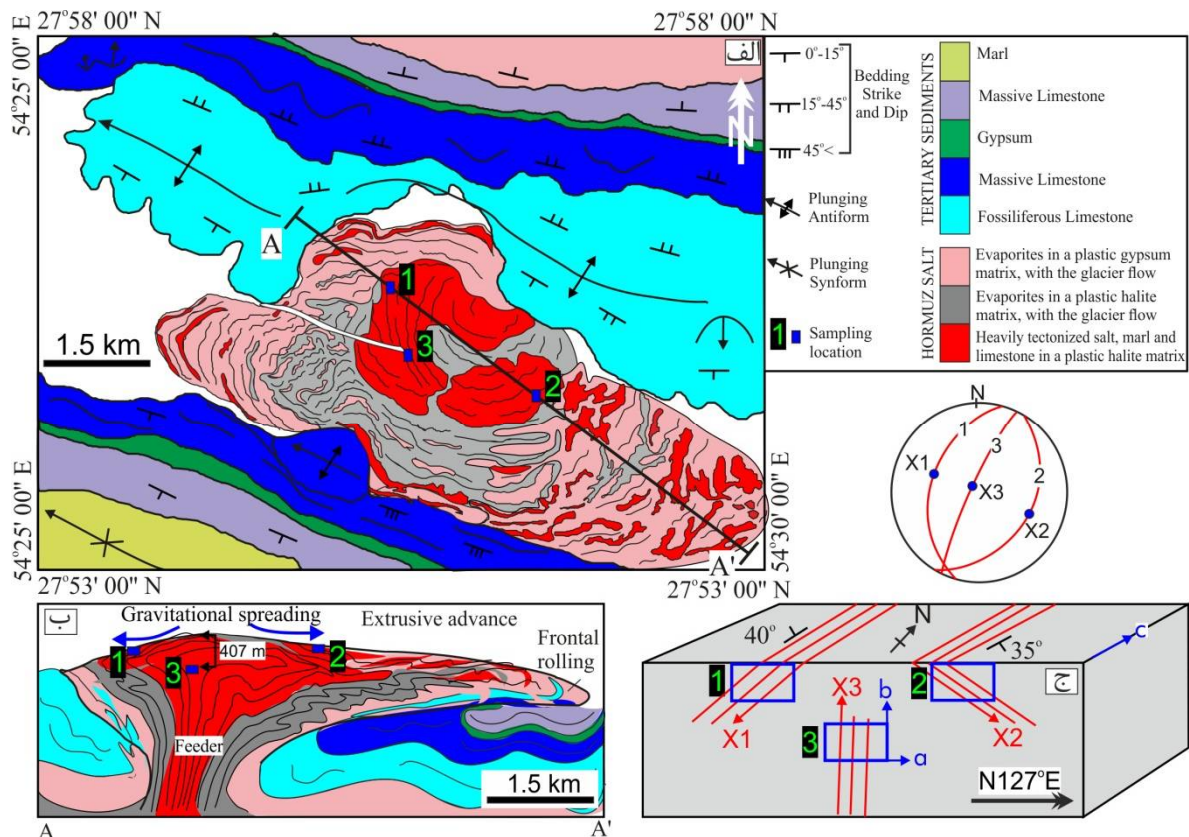 27°58' 00" N
27°58' 00" N
54°25' 00" E
الف
N
A
1
3
2
1.5 km
A'
54°25' 00" E
54°30' 00" E
27°53' 00" N
27°53' 00" N
0°-15°
15°-45°
45°<
Bedding
Strike
and Dip
Plunging
Antiform
Plunging
Synform
1
Sampling
location
TERTIARY SEDIMENTS
Marl
Massive Limestone
Gypsum
Massive Limestone
Fossiliferous Limestone
HORMUZ SALT
Evaporites in a plastic gypsum
matrix, with the glacier flow
Evaporites in a plastic halite
matrix, with the glacier flow
Heavily tectonized salt, marl and
limestone in a plastic halite matrix
N
1
3
2
X1
X3
X2
ب
Gravitational spreading
Extrusive advance
Frontal
rolling
1
407 m
2
3
Feeder
1.5 km
A
A'
40°
N
35°
c
ج
1
2
X3
b
X1
3
a
X2
N127°E